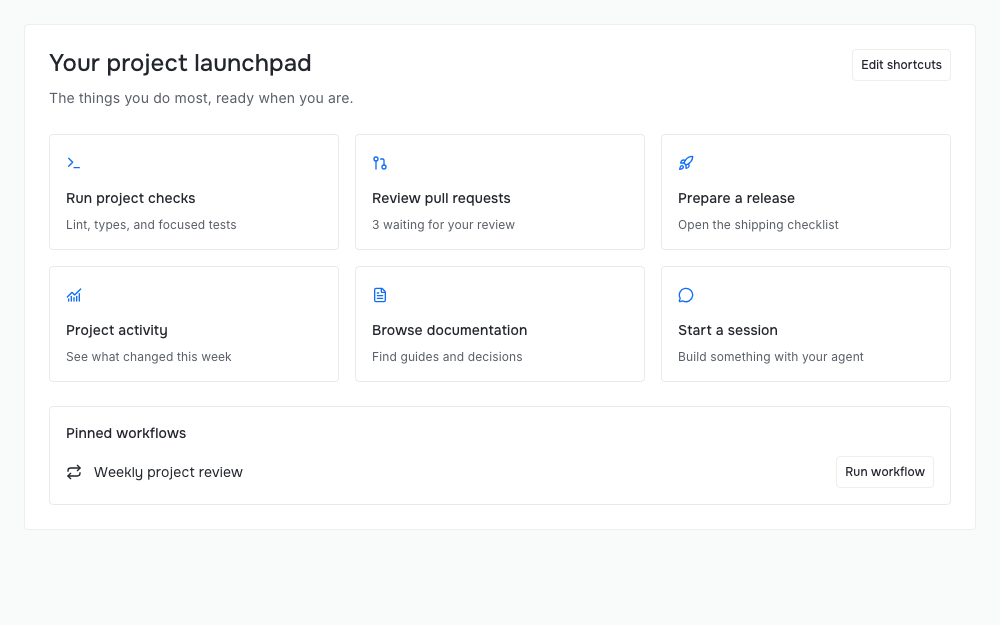 Your project launchpad
Edit shortcuts
The things you do most, ready when you are.
Run project checks
Lint, types, and focused tests
Review pull requests
3 waiting for your review
Prepare a release
Open the shipping checklist
Project activity
See what changed this week
Browse documentation
Find guides and decisions
Start a session
Build something with your agent
Pinned workflows
Weekly project review
Run workflow